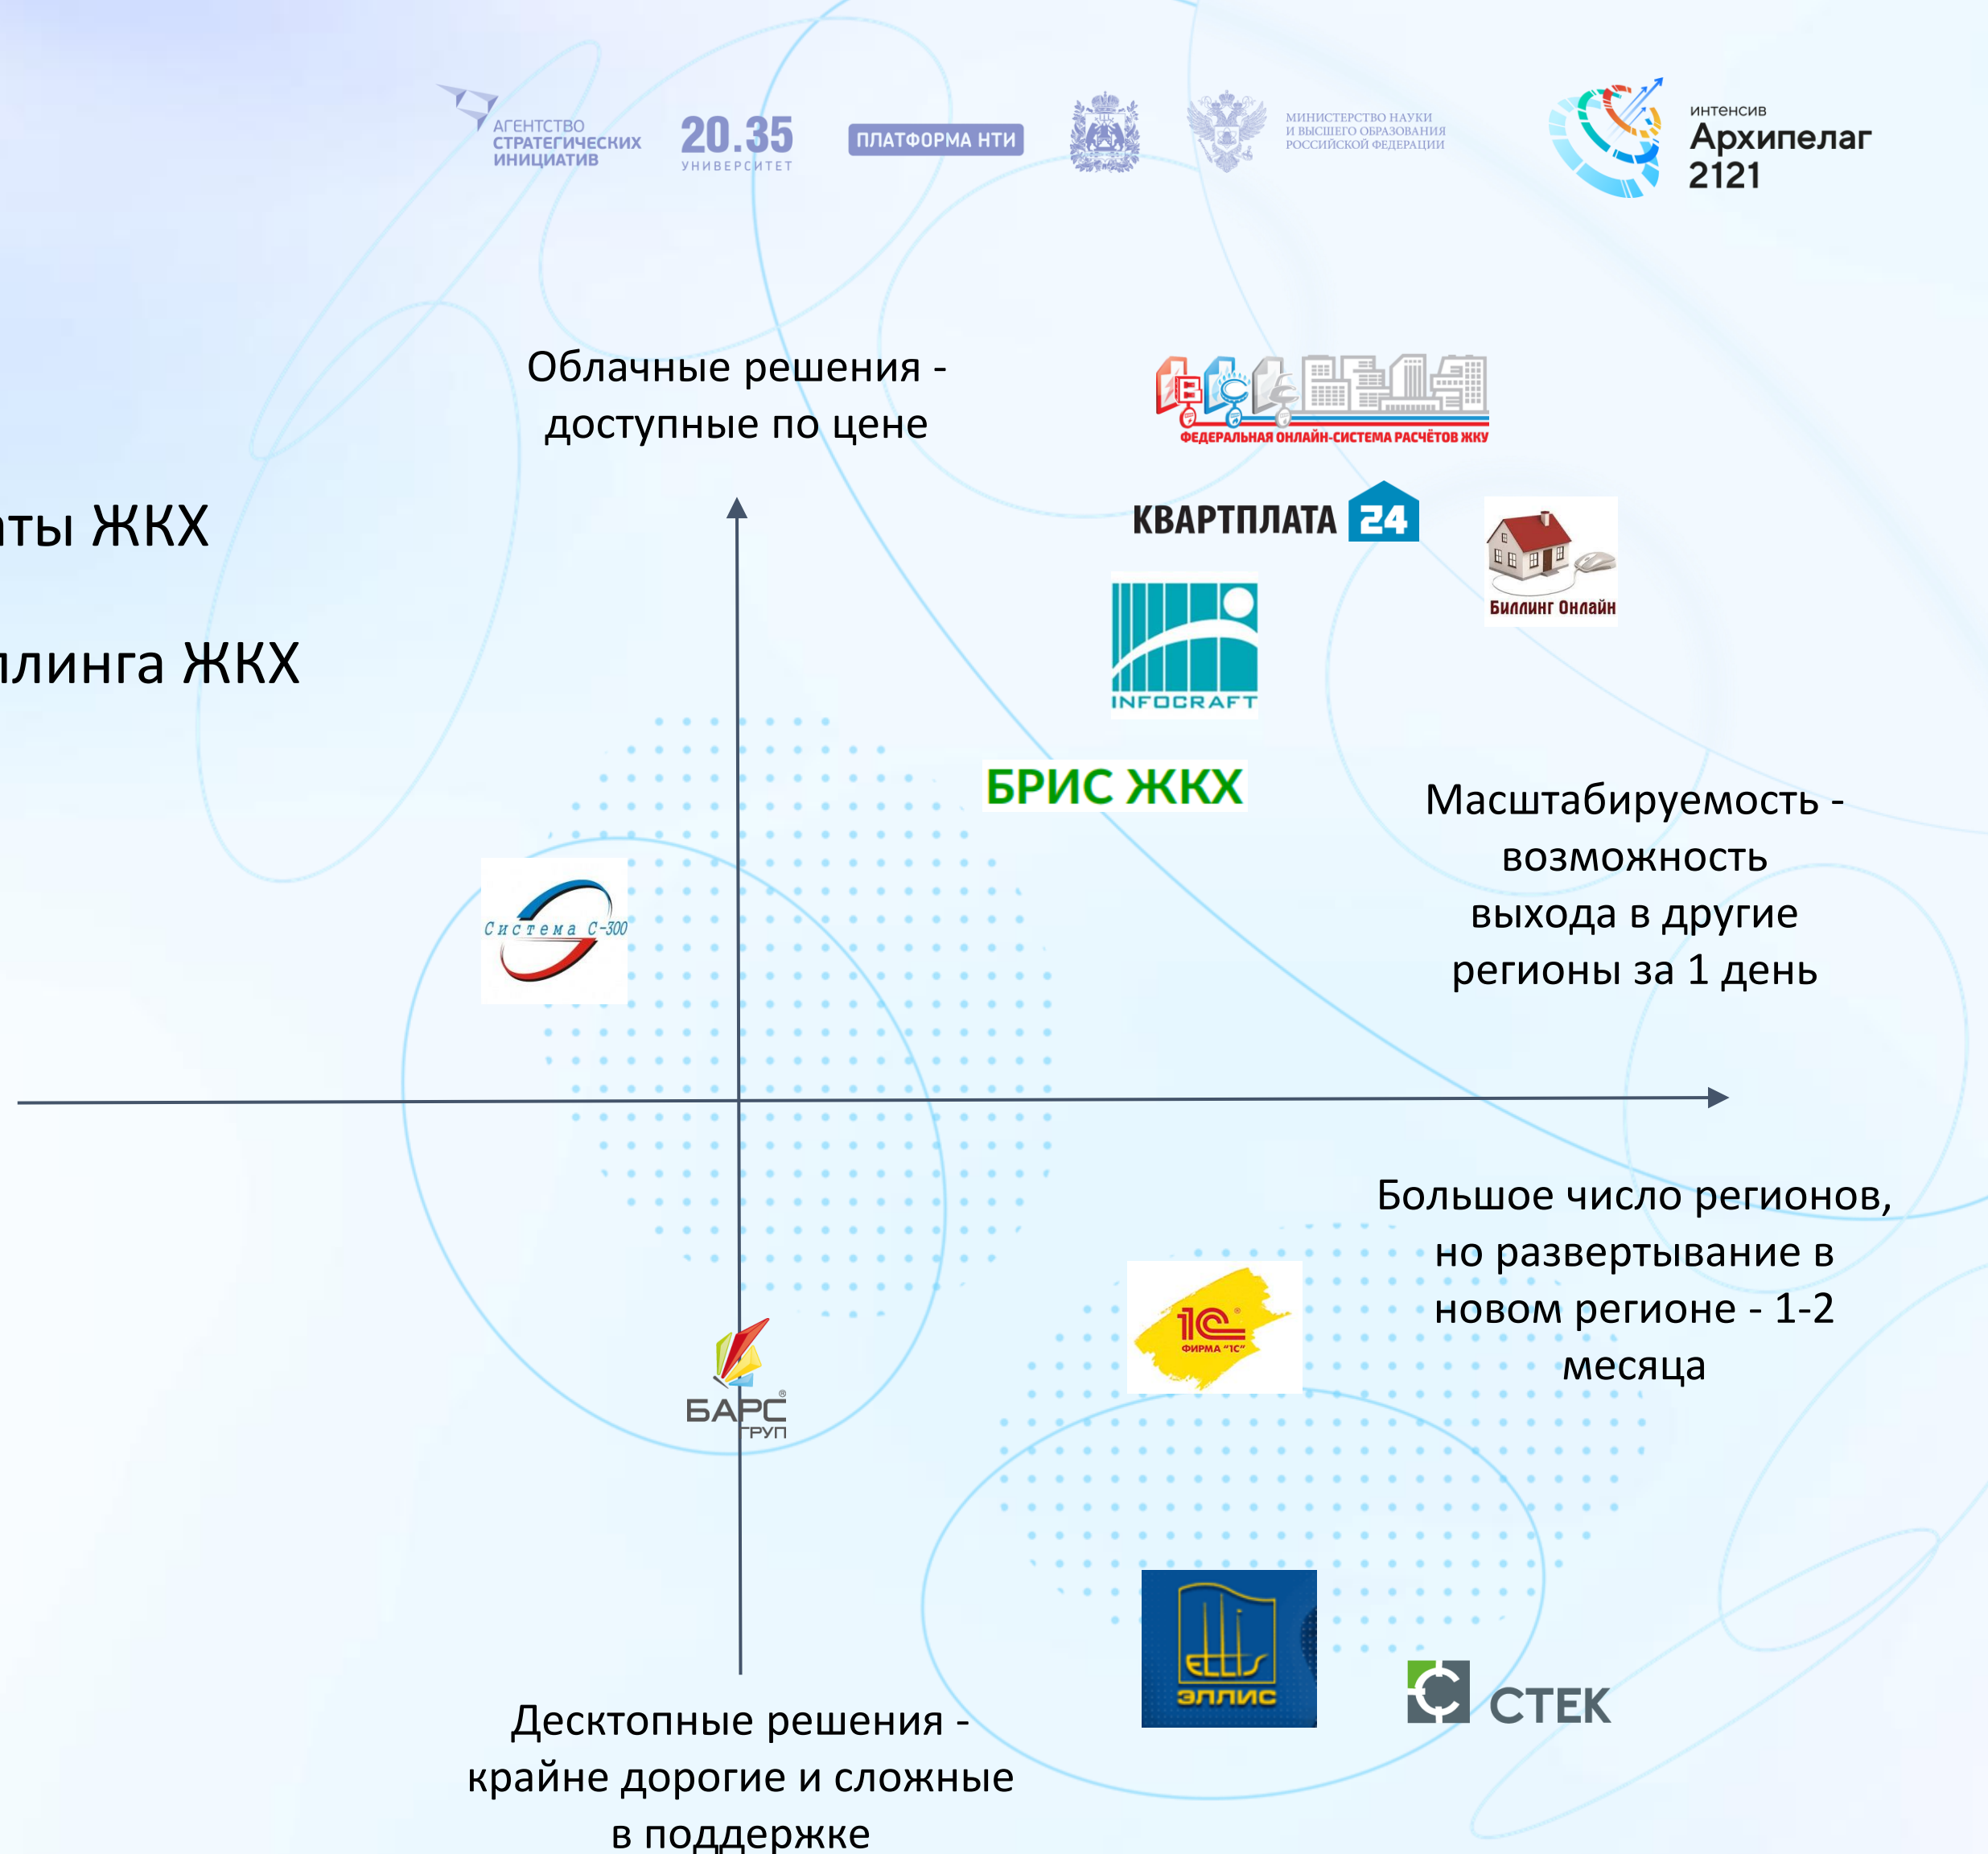 АГЕНТСТВО
СТРАТЕГИЧЕСКИХ
ИНИЦИАТИВ
20.35
УНИВЕРСИТЕТ
ПЛАТФОРМА НТИ
МИНИСТЕРСТВО НАУКИ
И ВЫСШЕГО ОБРАЗОВАНИЯ
РОССИЙСКОЙ ФЕДЕРАЦИИ
интенсив
Архипелаг
2121
Облачные решения -
доступные по цене
ФЕДЕРАЛЬНАЯ ОНЛАЙН-СИСТЕМА РАСЧЁТОВ ЖКУ
КВАРТПЛАТА 24
Биллинг Онлайн
ЖКХ
ллинга ЖКХ
INFOCRAFT
БРИС ЖКХ
Масштабируемость -
возможность
выхода в другие
регионы за 1 день
Система С-300
Большое число регионов,
но развертывание в
новом регионе - 1-2
месяца
1С®
ФИРМА "1С"
БАРС®
ГРУП
ELLIS
ЭЛЛИС
СТЕК
Десктопные решения -
крайне дорогие и сложные
в поддержке